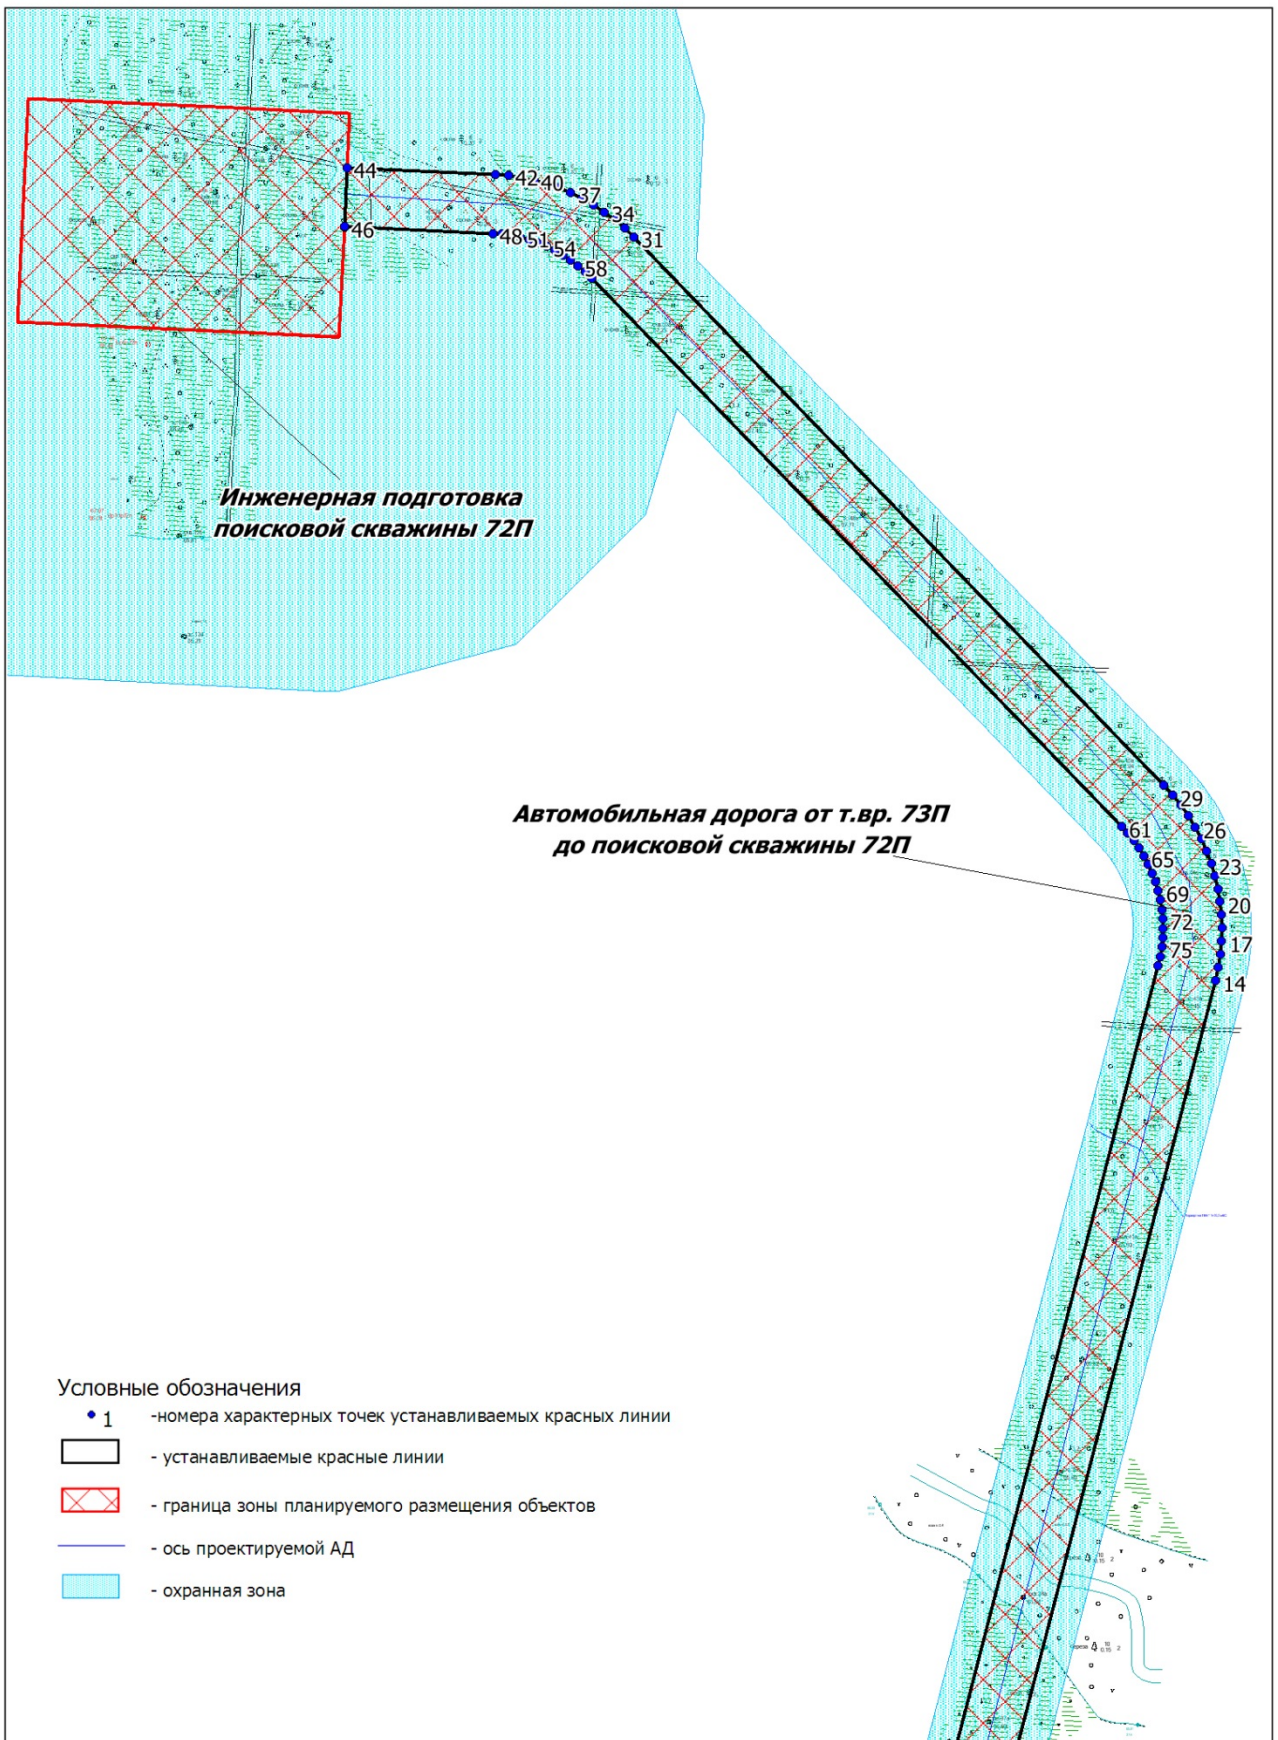 44
42
40
37
34
31
46
48
51
54
58
Инженерная подготовка
поисковой скважины 72П
Автомобильная дорога от т.вр. 73П
до поисковой скважины 72П
29
26
23
20
17
14
61
65
69
72
75
Условные обозначения
1 -номера характерных точек устанавливаемых красных линии
- устанавливаемые красные линии
- граница зоны планируемого размещения объектов
- ось проектируемой АД
- охранная зона